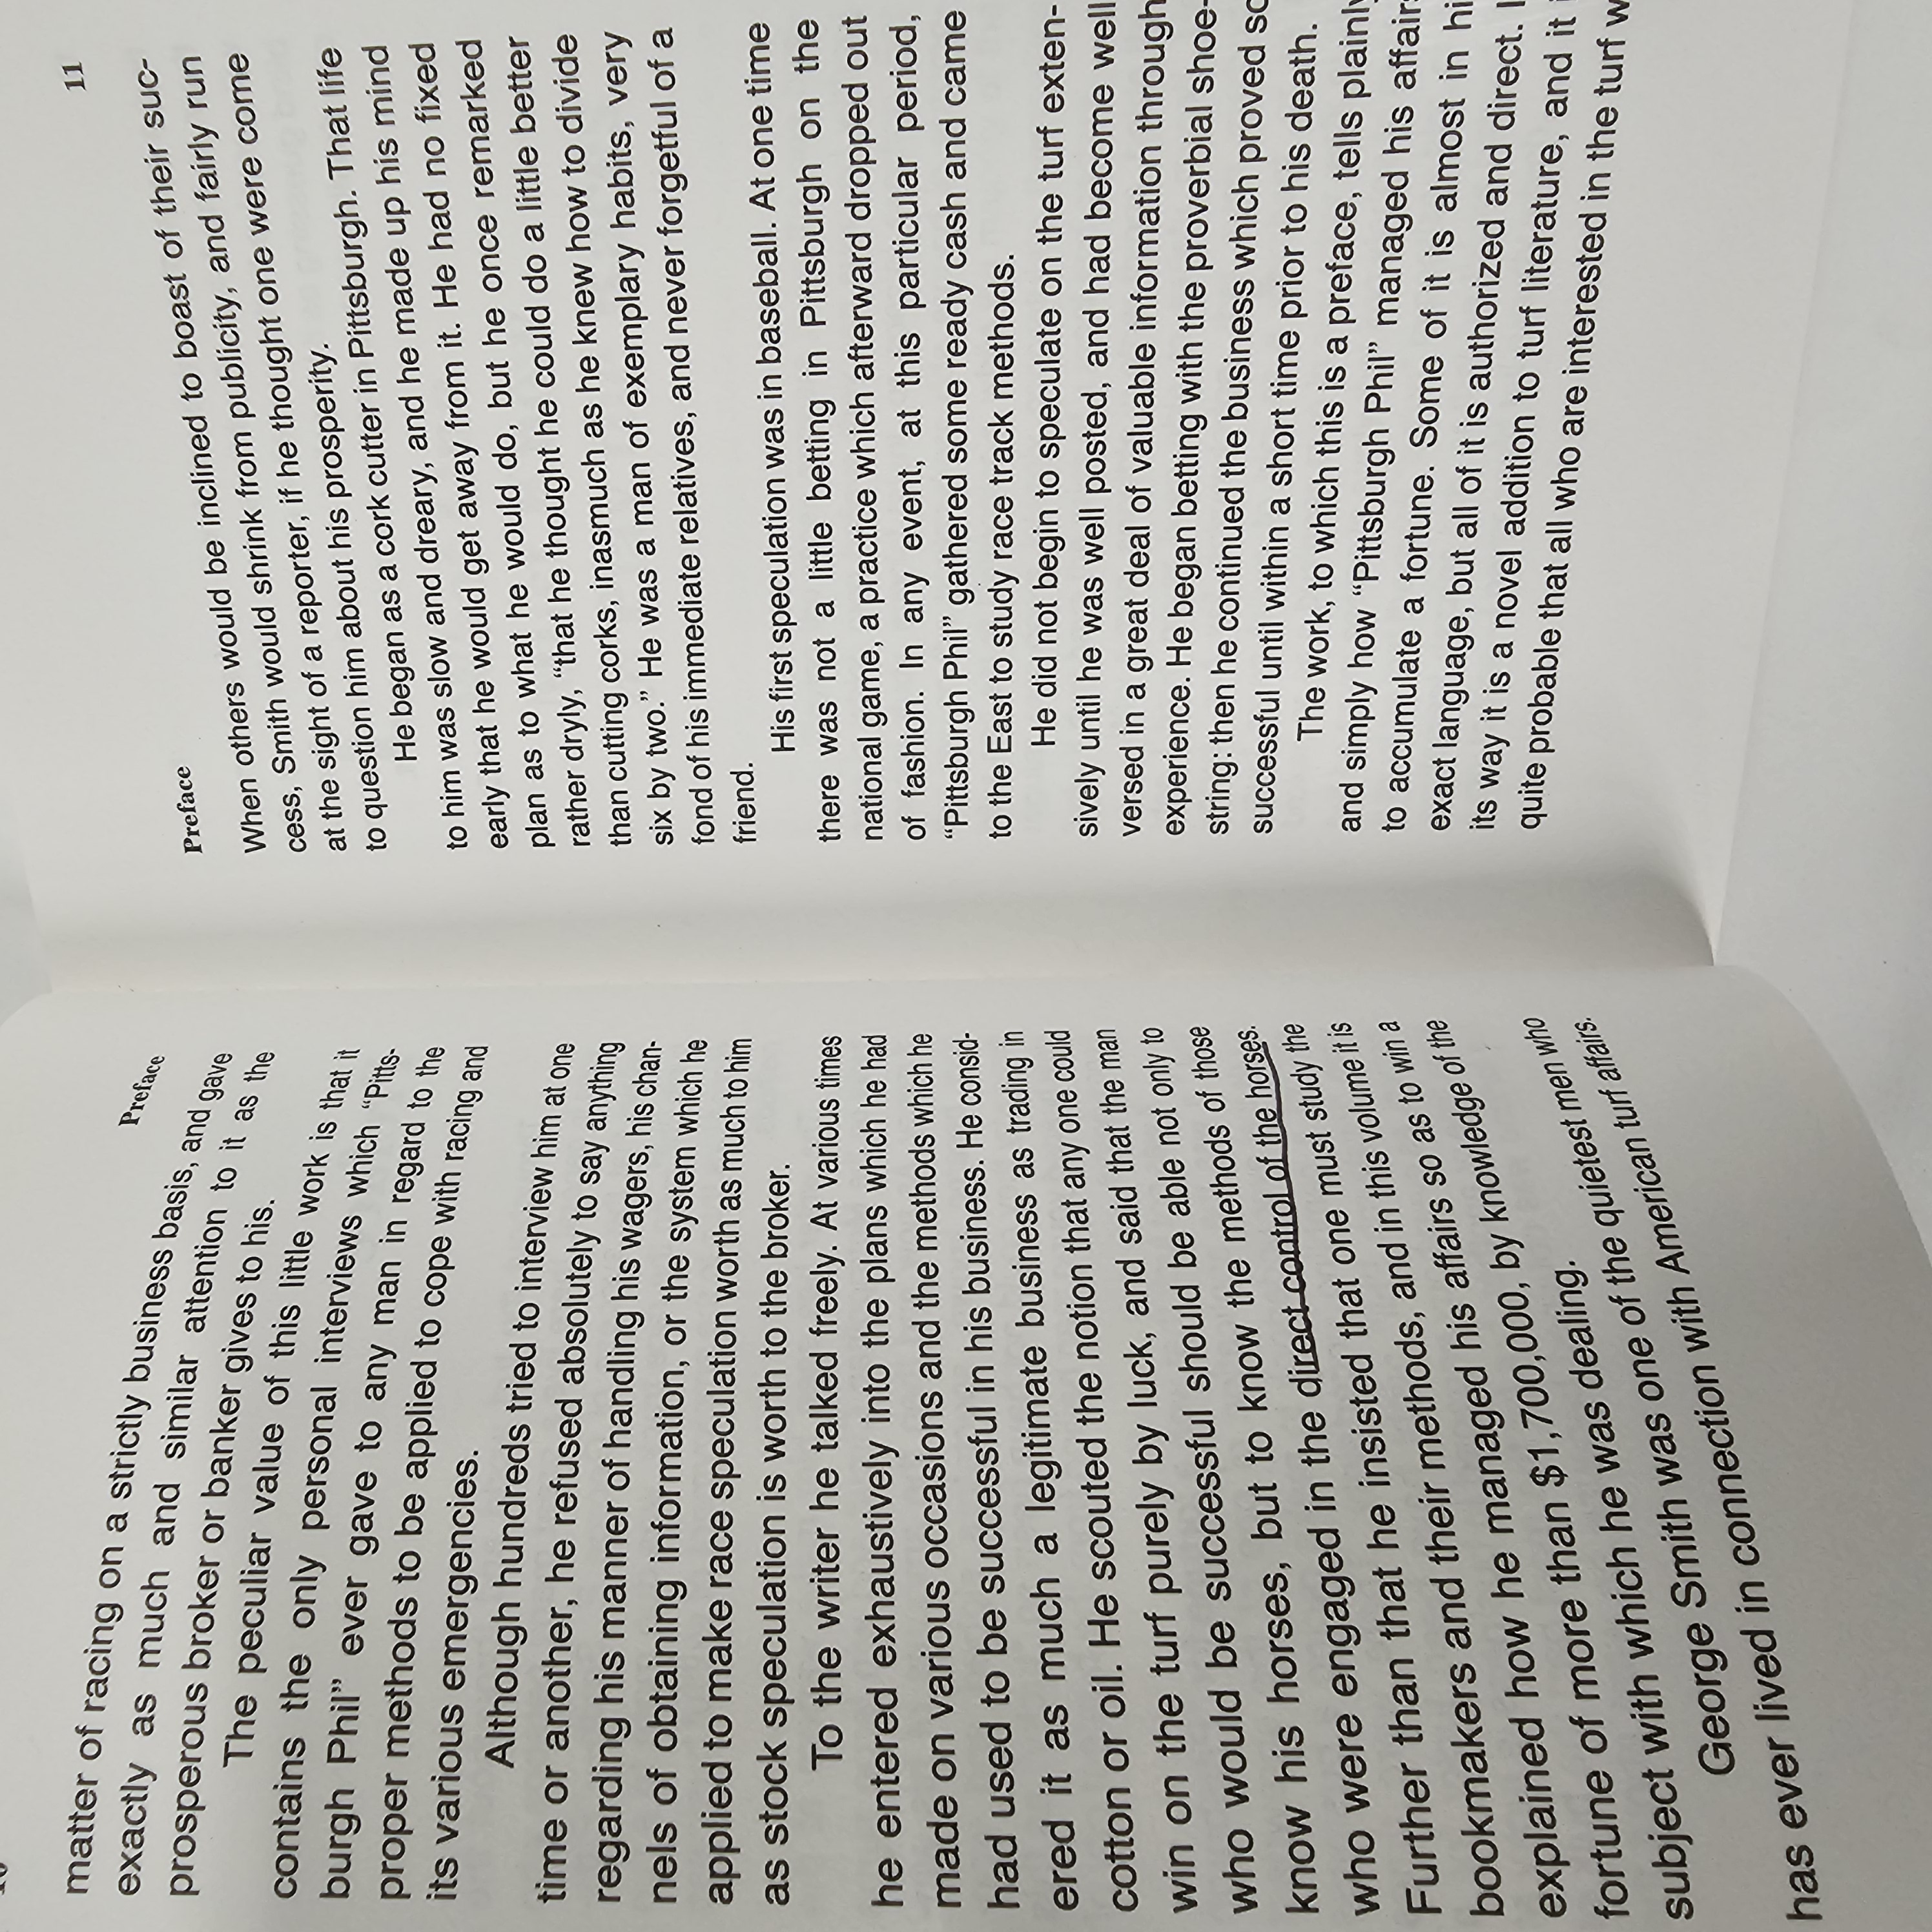 Preface
matter of racing on a strictly business basis, and gave
exactly as much and similar attention to it as the
prosperous broker or banker gives to his.
The peculiar value of this little work is that it
contains the only personal interviews which “Pitts-
burgh Phil” ever gave to any man in regard to the
proper methods to be applied to cope with racing and
its various emergencies.
Although hundreds tried to interview him at one
time or another, he refused absolutely to say anything
regarding his manner of handling his wagers, his chan-
nels of obtaining information, or the system which he
applied to make race speculation worth as much to him
as stock speculation is worth to the broker.
To the writer he talked freely. At various times
he entered exhaustively into the plans which he had
made on various occasions and the methods which he
had used to be successful in his business. He consid-
ered it as much a legitimate business as trading in
cotton or oil. He scouted the notion that any one could
win on the turf purely by luck, and said that the man
who would be successful should be able not only to
know his horses, but to know the methods of those
who were engaged in the direct control of the horses.
Further than that he insisted that one must study the
bookmakers and their methods, and in this volume it is
explained how he managed his affairs so as to win a
fortune of more than $1,700,000, by knowledge of the
subject with which he was dealing.
George Smith was one of the quietest men who
has ever lived in connection with American turf affairs.
11
Preface
When others would be inclined to boast of their suc-
cess, Smith would shrink from publicity, and fairly run
at the sight of a reporter, if he thought one were come
to question him about his prosperity.
He began as a cork cutter in Pittsburgh. That life
to him was slow and dreary, and he made up his mind
early that he would get away from it. He had no fixed
plan as to what he would do, but he once remarked
rather dryly, “that he thought he could do a little better
than cutting corks, inasmuch as he knew how to divide
six by two.” He was a man of exemplary habits, very
fond of his immediate relatives, and never forgetful of a
friend.
His first speculation was in baseball. At one time
there was not a little betting in Pittsburgh on the
national game, a practice which afterward dropped out
of fashion. In any event, at this particular period,
“Pittsburgh Phil” gathered some ready cash and came
to the East to study race track methods.
He did not begin to speculate on the turf exten-
sively until he was well posted, and had become well
versed in a great deal of valuable information through
experience. He began betting with the proverbial shoe-
string: then he continued the business which proved so
successful until within a short time prior to his death.
The work, to which this is a preface, tells plainly
and simply how “Pittsburgh Phil” managed his affair
to accumulate a fortune. Some of it is almost in hi
exact language, but all of it is authorized and direct. I
its way it is a novel addition to turf literature, and it
quite probable that all who are interested in the turf w